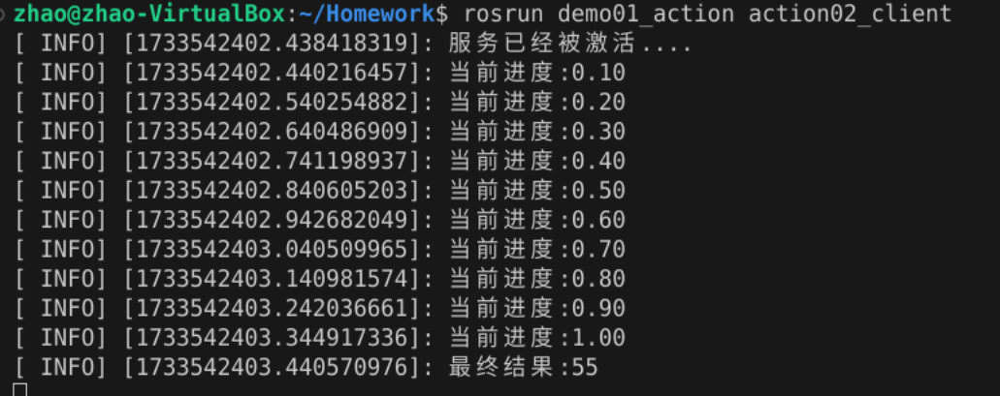 zhao@zhao-VirtualBox:~/Homework$ rosrun demo01_action action02_client
[ INFO] [1733542402.438418319]: 服务已经被激活....
[ INFO] [1733542402.440216457]: 当前进度:0.10
[ INFO] [1733542402.540254882]: 当前进度:0.20
[ INFO] [1733542402.640486909]: 当前进度:0.30
[ INFO] [1733542402.741198937]: 当前进度:0.40
[ INFO] [1733542402.840605203]: 当前进度:0.50
[ INFO] [1733542402.942682049]: 当前进度:0.60
[ INFO] [1733542403.040509965]: 当前进度:0.70
[ INFO] [1733542403.140981574]: 当前进度:0.80
[ INFO] [1733542403.242036661]: 当前进度:0.90
[ INFO] [1733542403.344917336]: 当前进度:1.00
[ INFO] [1733542403.440570976]: 最终结果:55